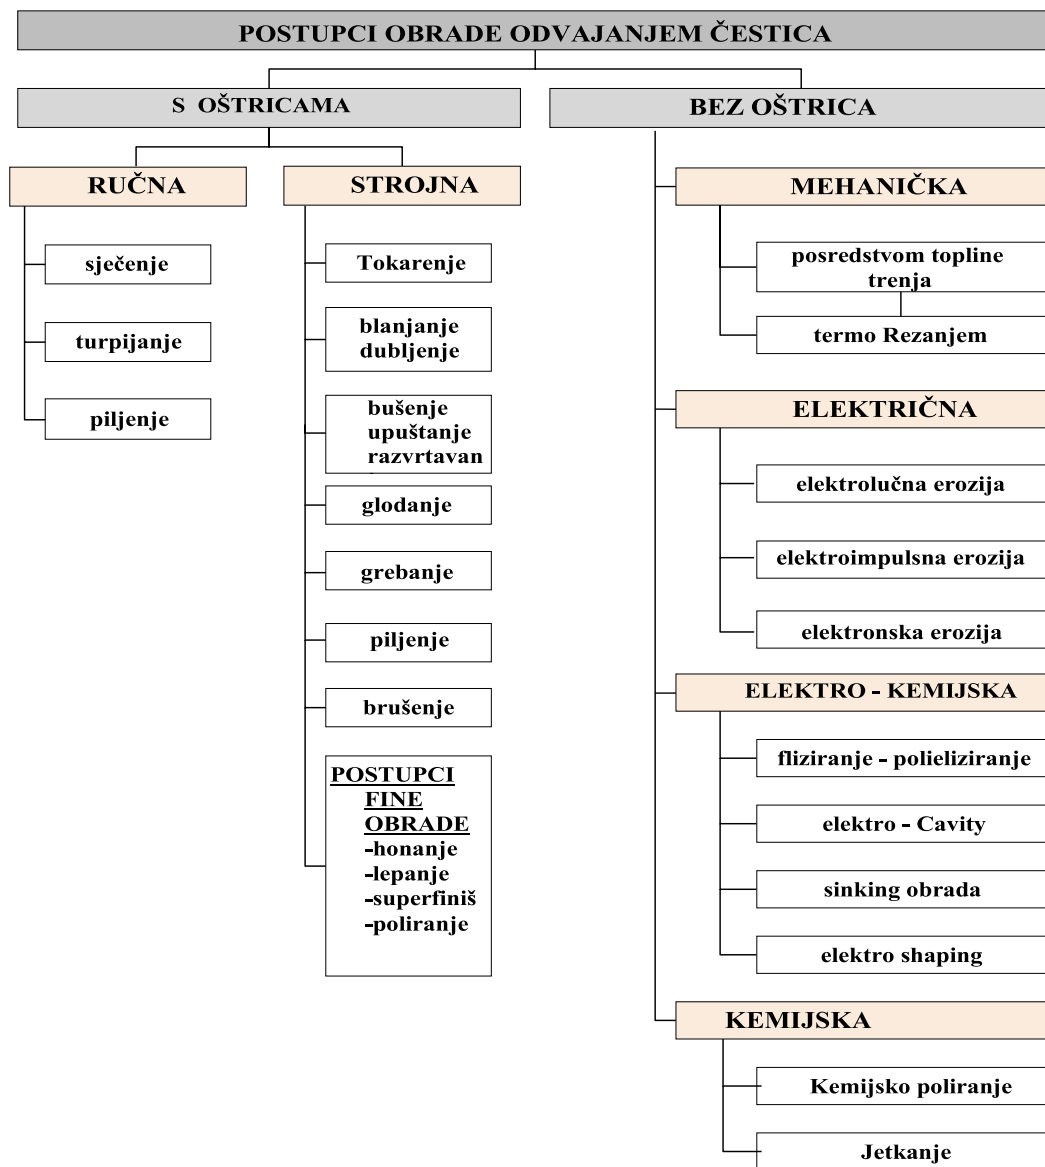 POSTUPCI OBRADE ODVAJANJEM ČESTICA
S OŠTRICAMA
RUČNA
sječenje
turpijanje
piljenje
STROJNA
Tokarenje
blanjanje
dubljenje
bušenje
upuštanje
razvrtavan
glodanje
grebanje
piljenje
brušenje
POSTUPCI
FINE
OBRADE
-honanje
-lepanje
-superfiniš
-poliranje
BEZ OŠTRICA
MEHANIČKA
posredstvom topline
trenja
termo Rezanjem
ELEKTRIČNA
elektrolučna erozija
elektroimpulsna erozija
elektronska erozija
ELEKTRO - KEMIJSKA
fliziranje - polieliziranje
elektro - Cavity
sinking obrada
elektro shaping
KEMIJSKA
Kemijsko poliranje
Jetkanje